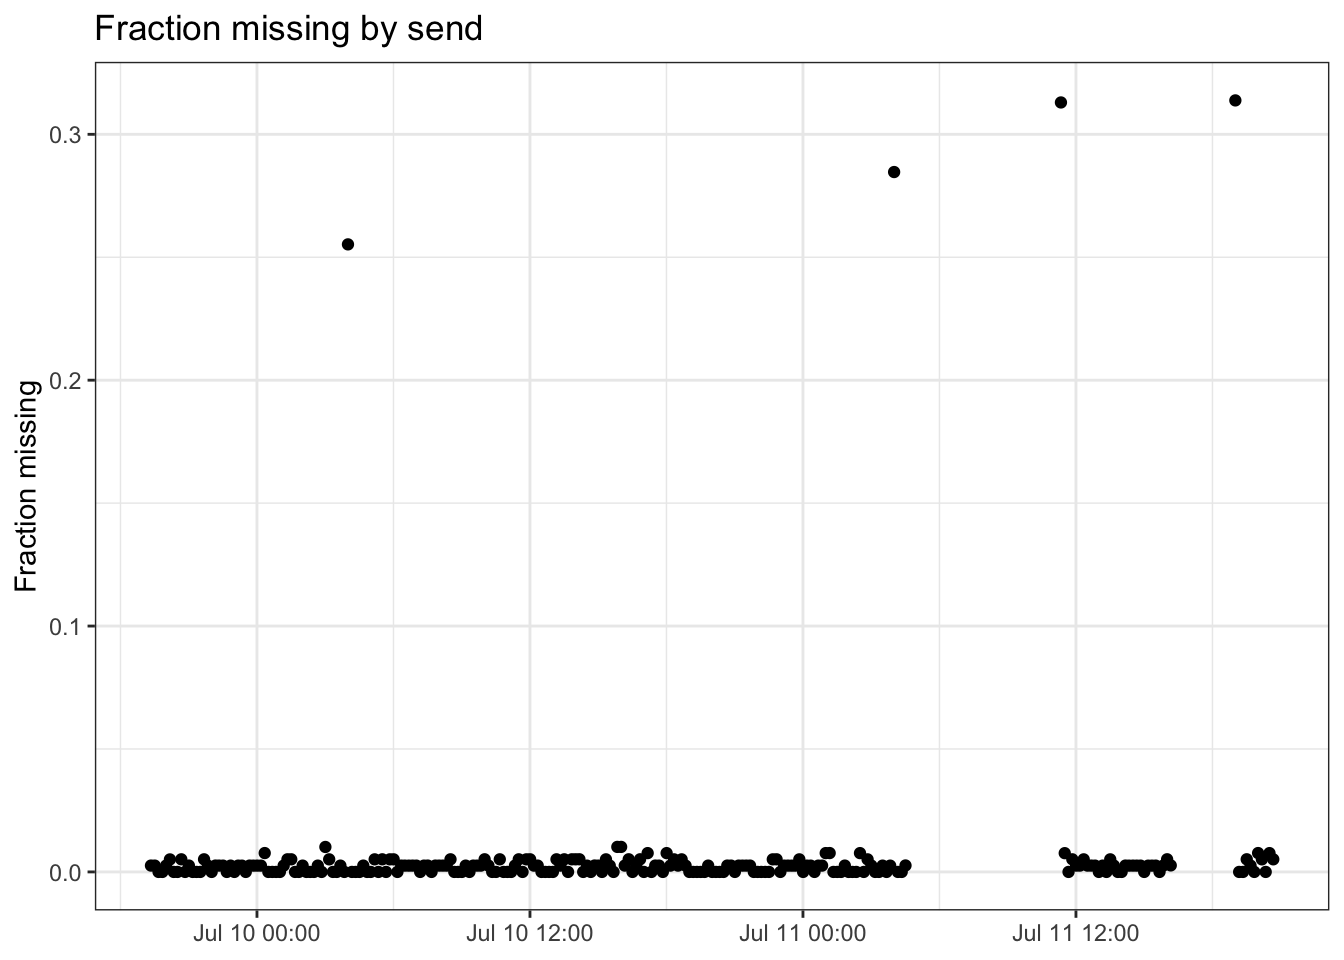 Fraction missing by send
Fraction missing
0.3
0.2
0.1
0.0
Jul 10 00:00
Jul 10 12:00
Jul 11 00:00
Jul 11 12:00